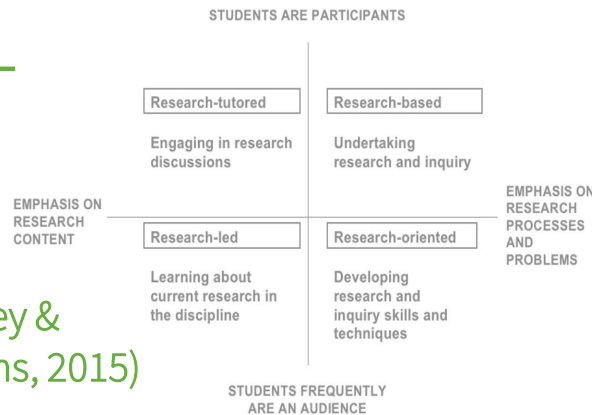 STUDENTS ARE PARTICIPANTS
Research-tutored
Engaging in research
discussions
Research-based
Undertaking
research and inquiry
EMPHASIS ON
RESEARCH
CONTENT
EMPHASIS ON
RESEARCH
PROCESSES
AND
PROBLEMS
Research-led
Learning about
current research in
the discipline
Research-oriented
Developing
research and
inquiry skills and
techniques
ey &
ns, 2015)
STUDENTS FREQUENTLY
ARE AN AUDIENCE